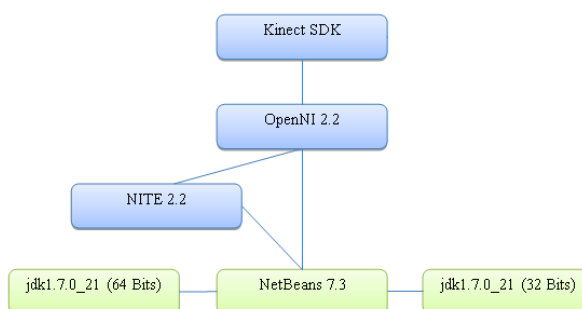 Kinect SDK
OpenNI 2.2
NITE 2.2
jdk1.7.0_21 (64 Bits)
NetBeans 7.3
jdk1.7.0_21 (32 Bits)